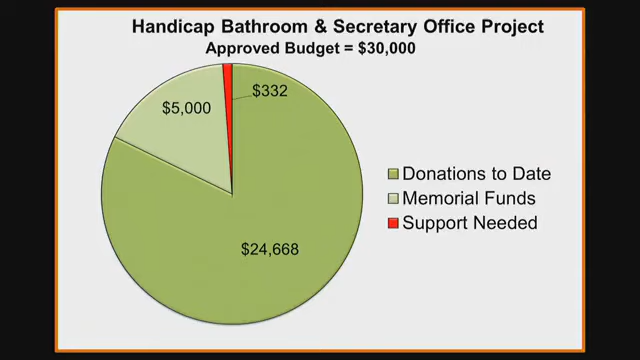 Handicap Bathroom & Secretary Office Project
Approved Budget = $30,000
$332
$5,000
Donations to Date
Memorial Funds
Support Needed
$24,668